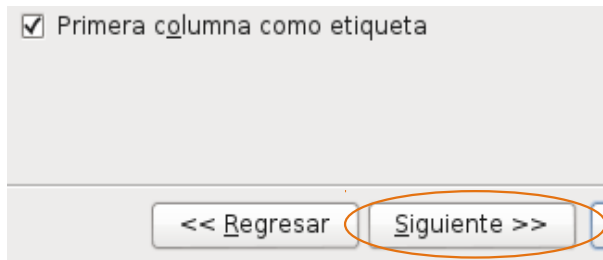 Primera columna como etiqueta
<< Regresar Siguiente >>